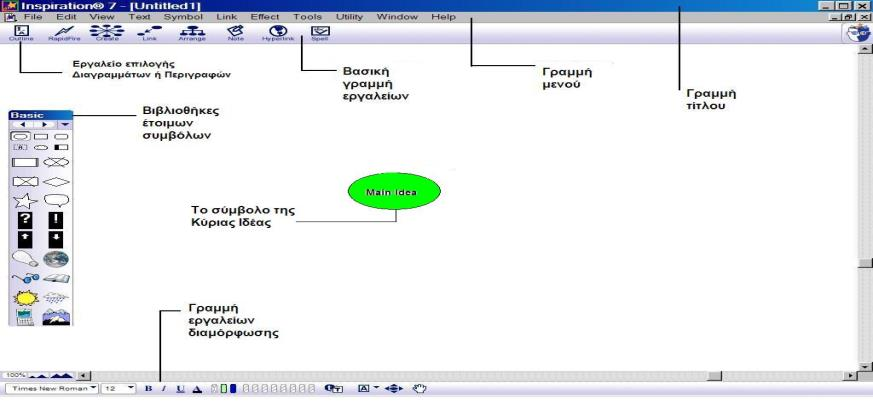 Inspiration® 7 - [Untitled1]
File Edit View Text Symbol Link Effect Tools Utility Window Help
Outline RapidFire Create Link Arrange Note Hyperlink Spell
Εργαλείο επιλογής
Διαγραμμάτων ή Περιγραφών
Βασική
γραμμή
εργαλείων
Γραμμή
μενού
Γραμμή
τίτλου
Basic
Βιβλιοθήκες
έτοιμων
συμβόλων
Main Idea
Το σύμβολο της
Κύριας Ιδέας
Γραμμή
εργαλείων
διαμόρφωσης
100%
Times New Roman 12 B I U A